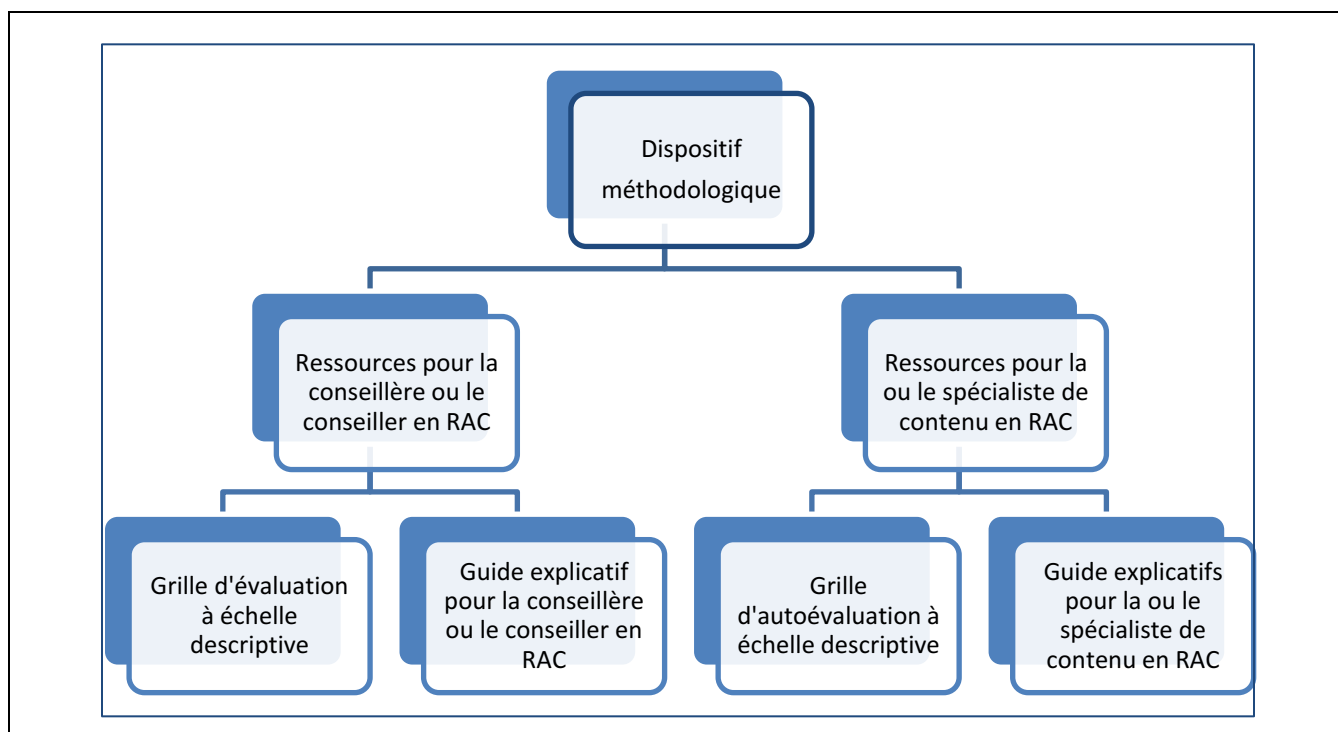 Dispositif
méthodologique
Ressources pour la
conseillère ou le
conseiller en RAC
Ressources pour la
ou le spécialiste de
contenu en RAC
Grille d'évaluation
à échelle
descriptive
Guide explicatif
pour la conseillère
ou le conseiller en
RAC
Grille
d'autoévaluation à
échelle descriptive
Guide explicatifs
pour la ou le
spécialiste de
contenu en RAC